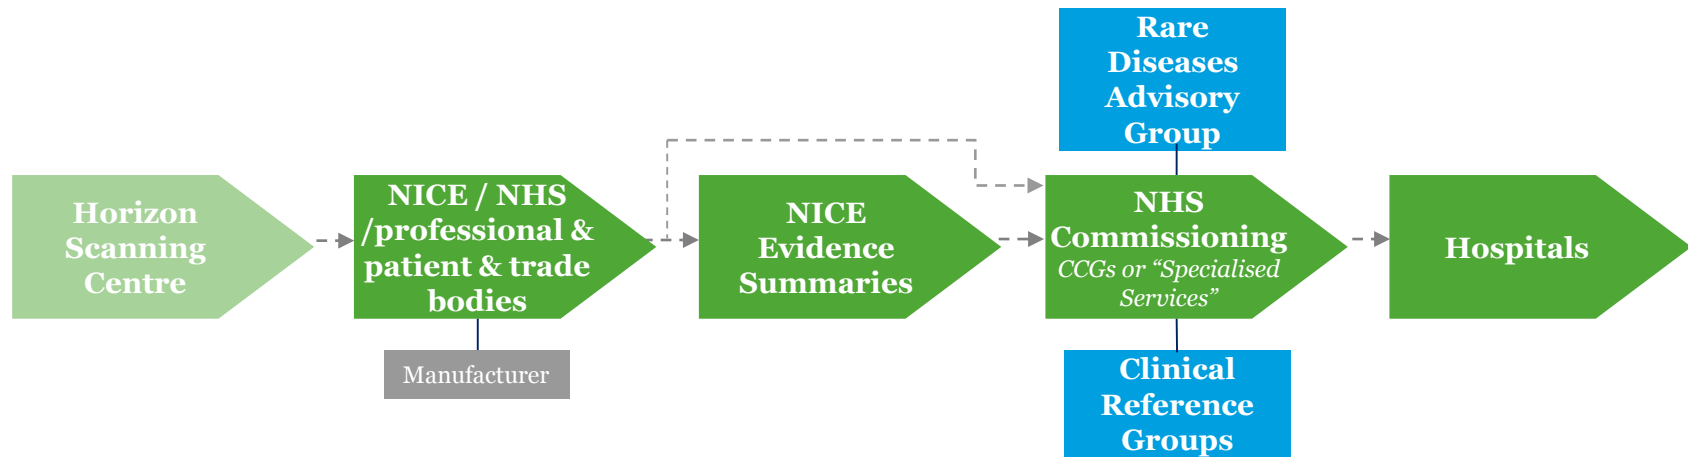 Rare
Diseases
Advisory
Group
Horizon
Scanning
Centre
NICE / NHS
/professional &
patient & trade
bodies
NICE
Evidence
Summaries
NHS
Commissioning
CCGs or “Specialised
Services”
Hospitals
Manufacturer
Clinical
Reference
Groups